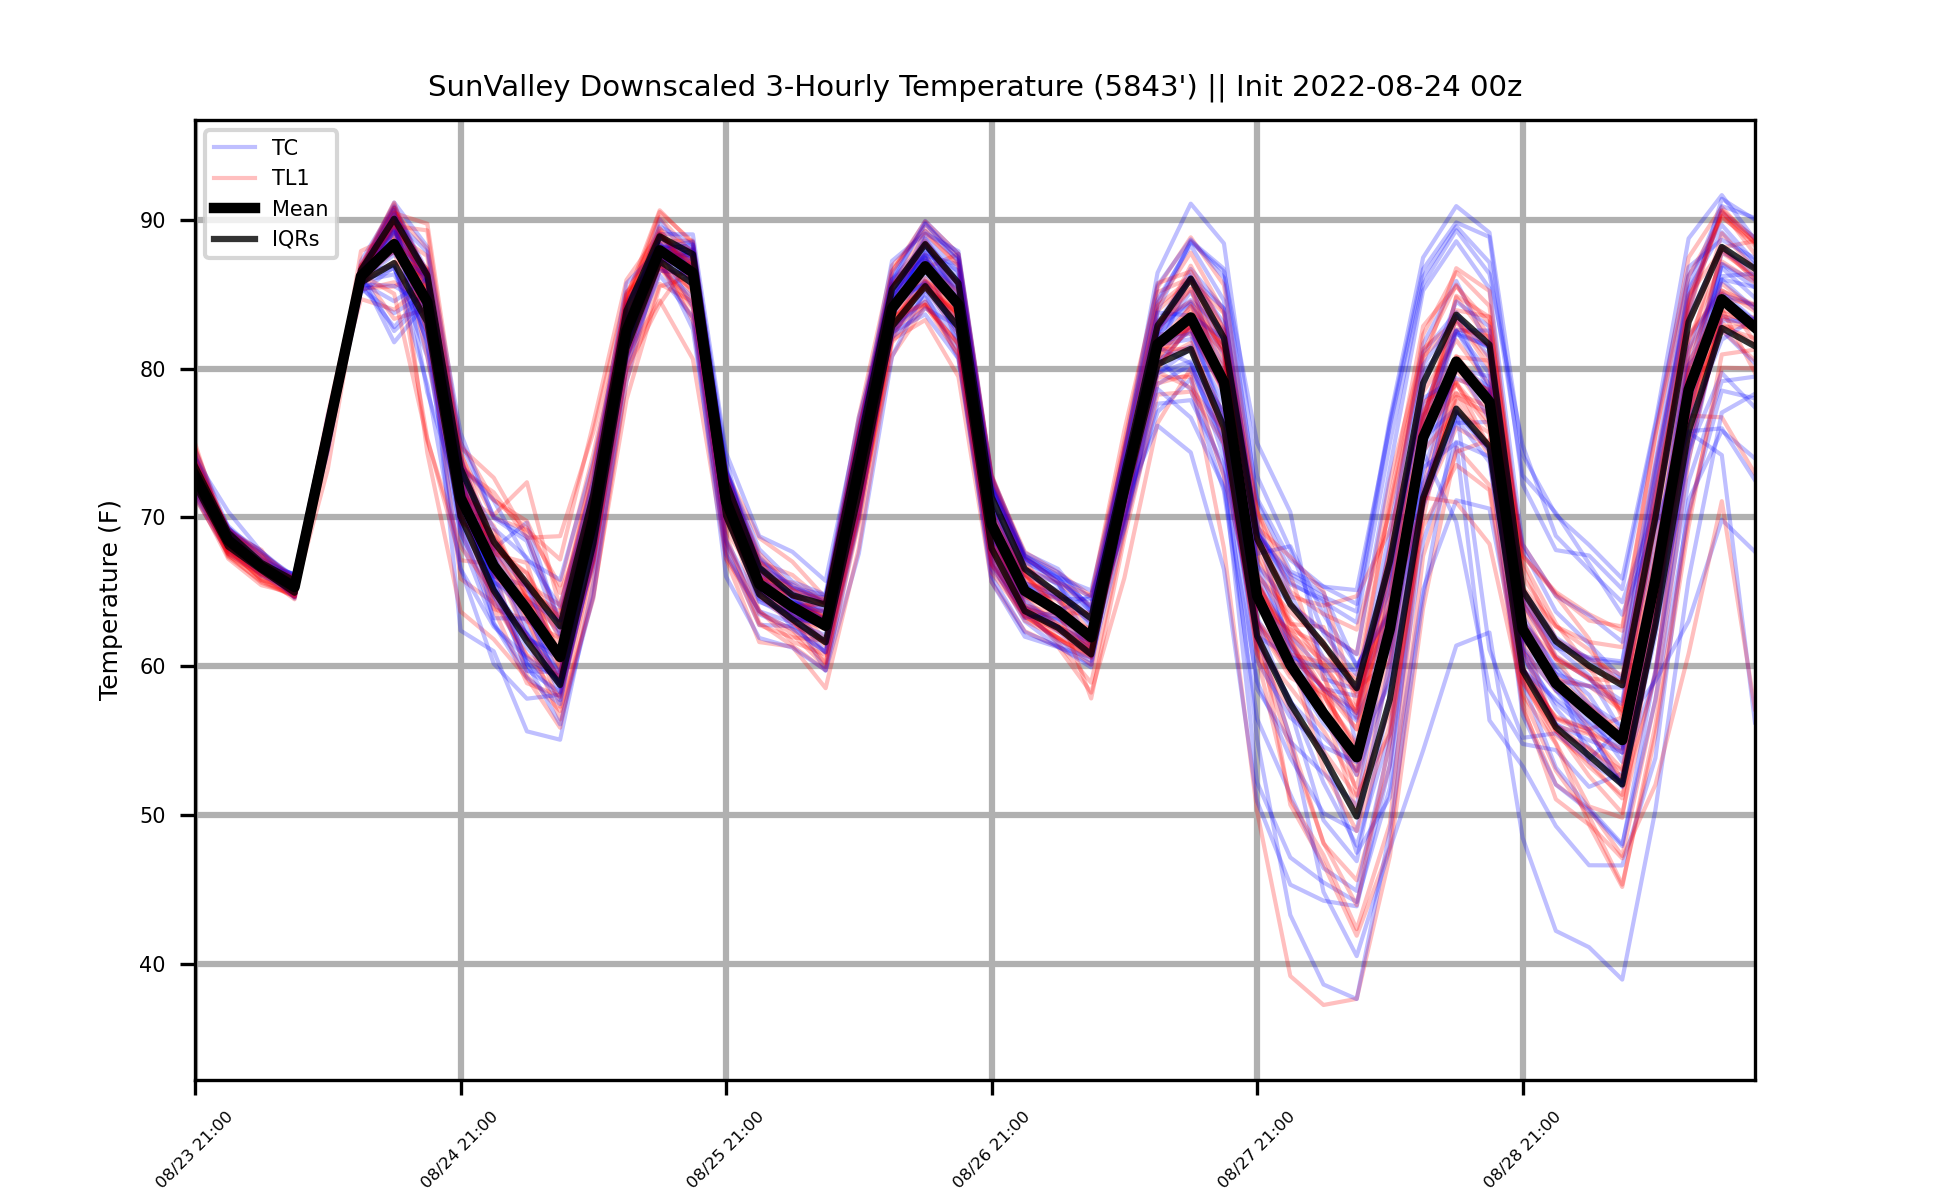 SunValley Downscaled 3-Hourly Temperature (5843') || Init 2022-08-24 00z
TC
TL1
Mean
IQRs
Temperature (F)
90
80
70
60
50
40
08/23 21:00
08/24 21:00
08/25 21:00
08/26 21:00
08/27 21:00
08/28 21:00